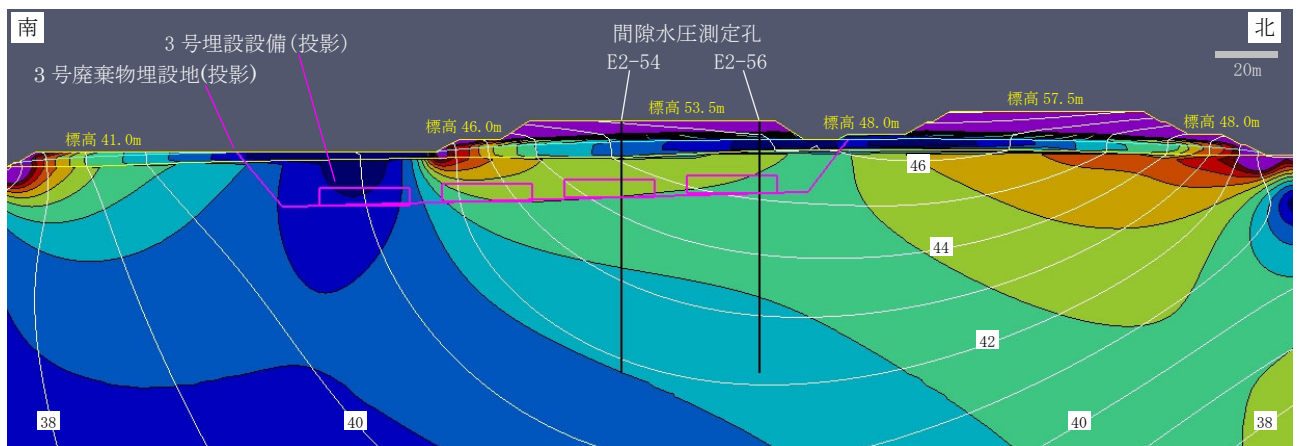 南
北
3 号埋設設備(投影)
間隙水圧測定孔
3 号廃棄物埋設地(投影)
E2-54
E2-56
20m
標高 41.0m
標高 46.0m
標高 53.5m
標高 48.0m
標高 57.5m
標高 48.0m
46
44
42
38
40
40
38